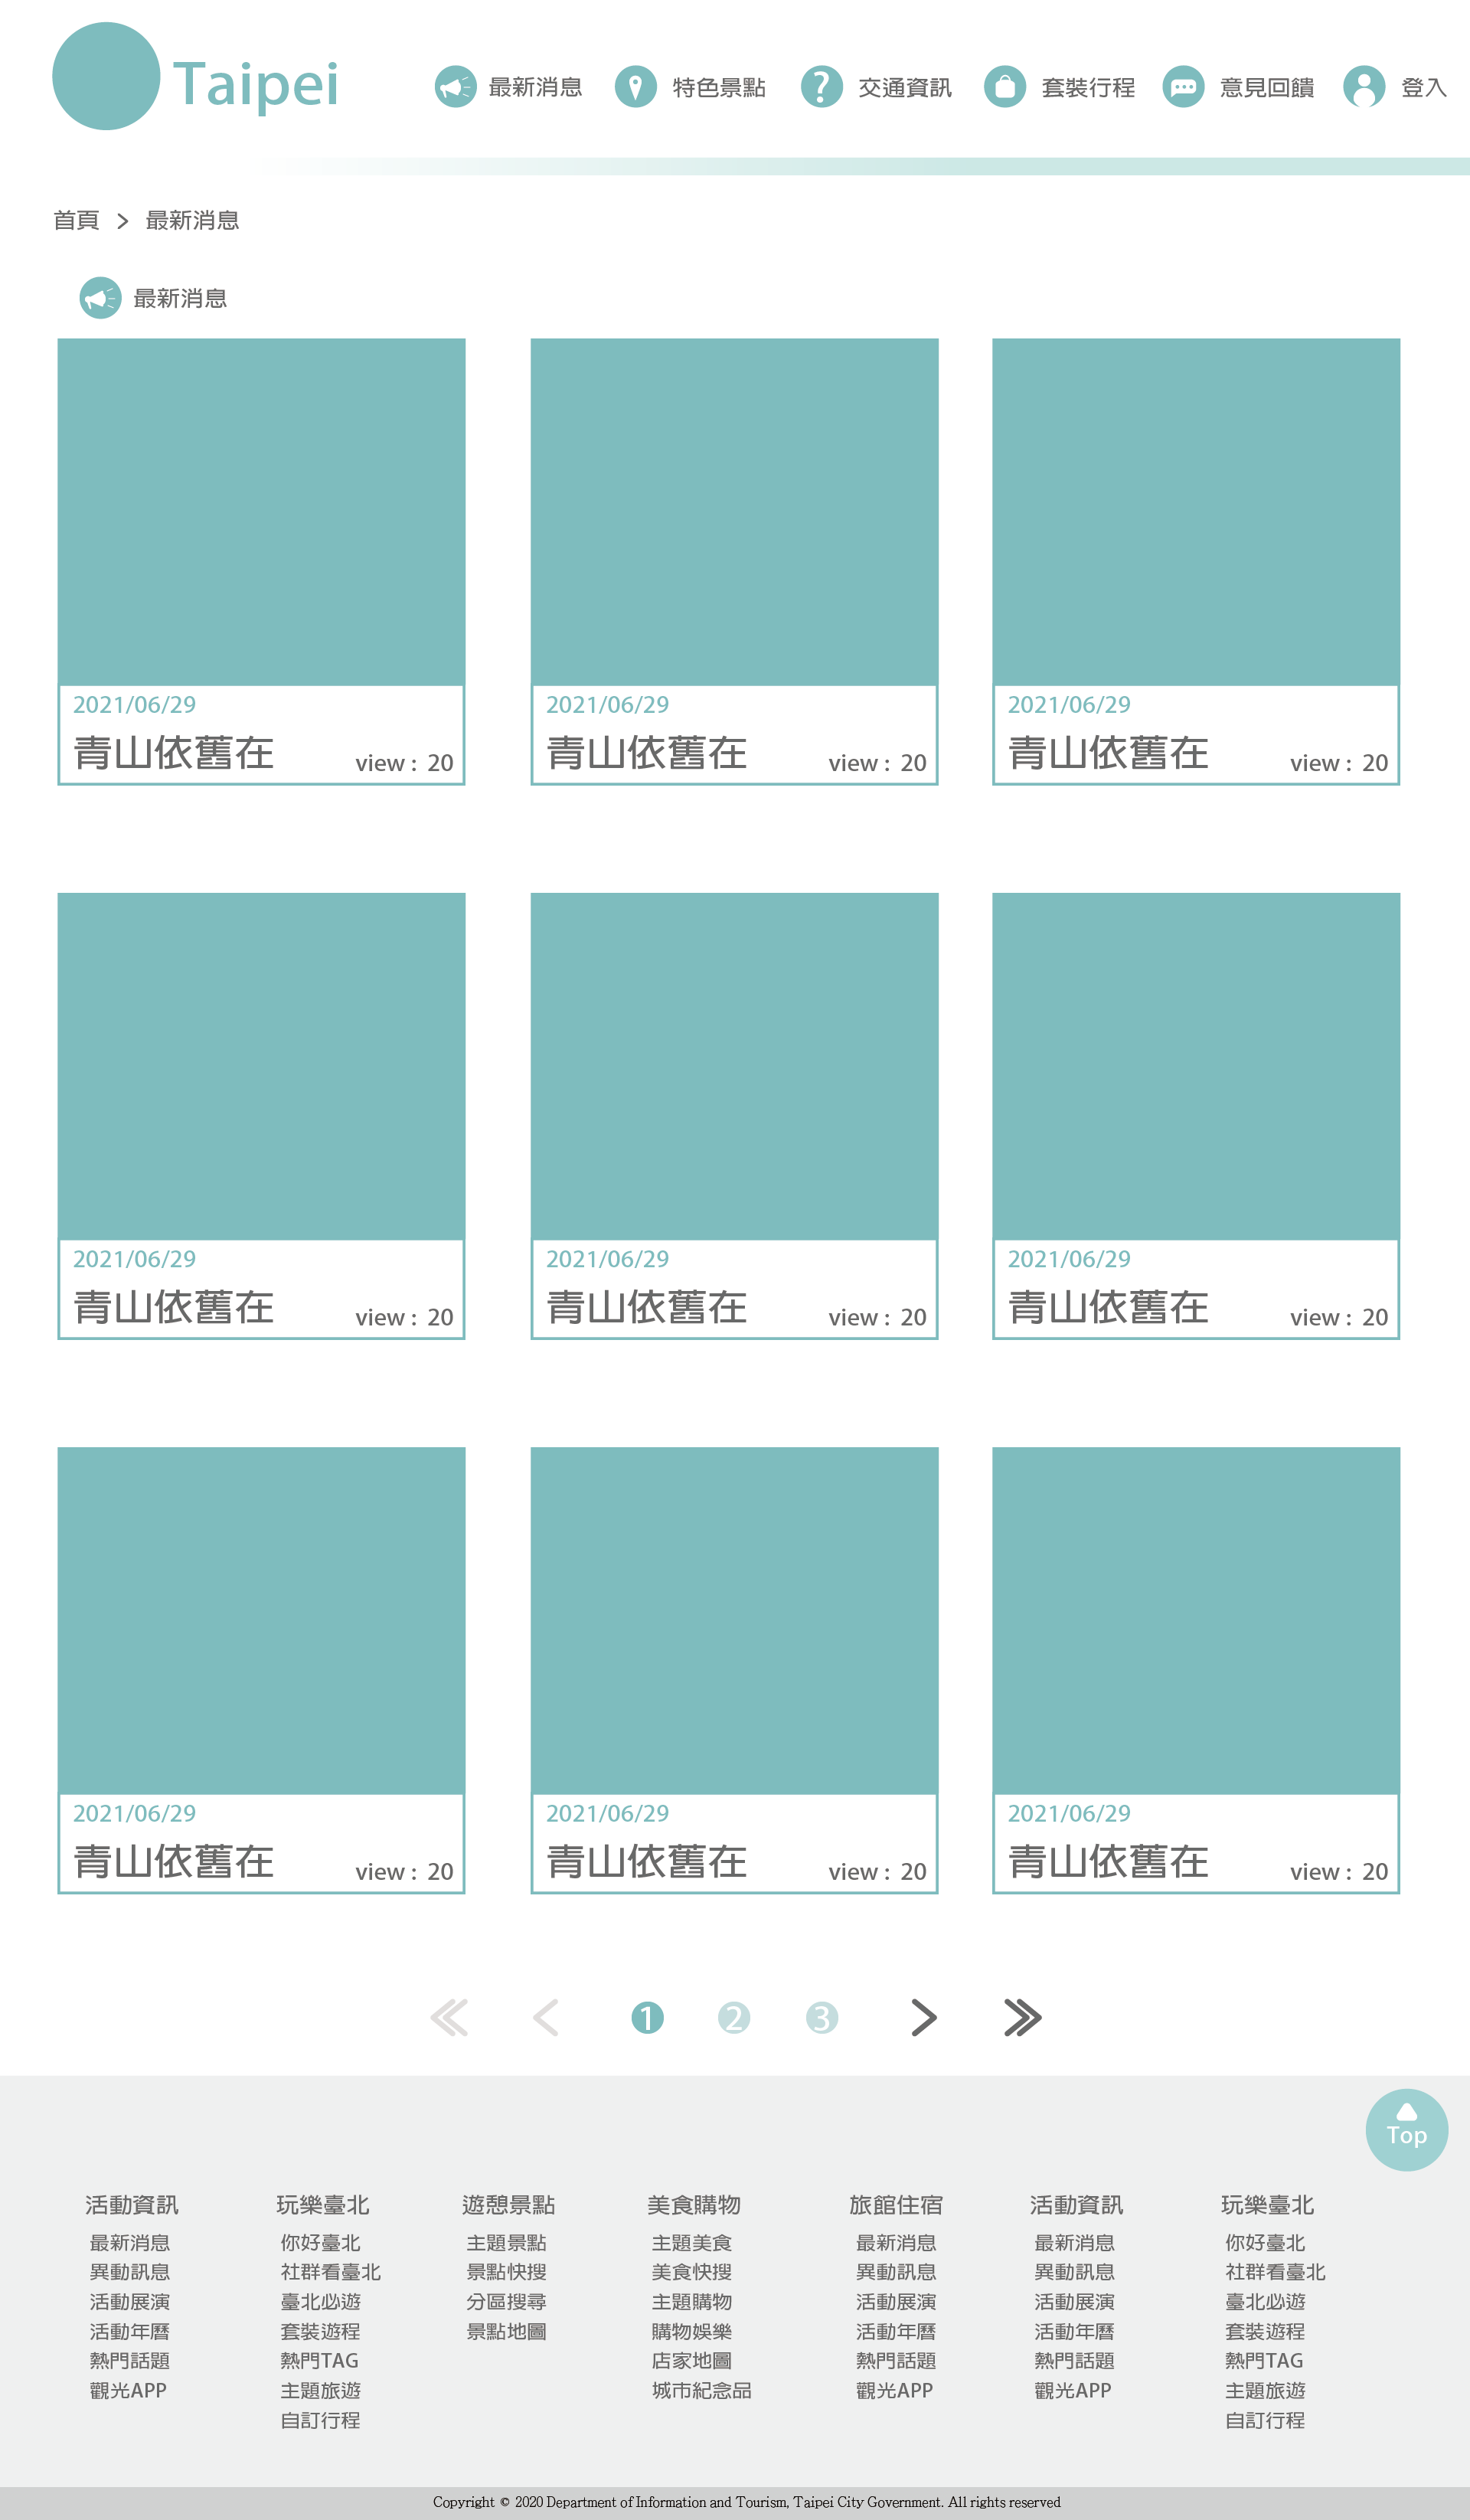 Taipei
最新消息 特色景點 交通資訊 套裝行程 意見回饋 登入
首頁 > 最新消息
最新消息
2021/06/29 2021/06/29 2021/06/29
青山依舊在 view : 20 青山依舊在 view : 20 青山依舊在 view : 20
2021/06/29 2021/06/29 2021/06/29
青山依舊在 view : 20 青山依舊在 view : 20 青山依舊在 view : 20
2021/06/29 2021/06/29 2021/06/29
青山依舊在 view : 20 青山依舊在 view : 20 青山依舊在 view : 20
1 2 3
Top
活動資訊
最新消息
異動訊息
活動展演
活動年曆
熱門話題
觀光APP
玩樂臺北
你好臺北
社群看臺北
臺北必遊
套裝遊程
熱門TAG
主題旅遊
自訂行程
遊憩景點
主題景點
景點快搜
分區搜尋
景點地圖
美食購物
主題美食
美食快搜
主題購物
購物娛樂
店家地圖
城市紀念品
旅館住宿
最新消息
異動訊息
活動展演
活動年曆
熱門話題
觀光APP
活動資訊
最新消息
異動訊息
活動展演
活動年曆
熱門話題
觀光APP
玩樂臺北
你好臺北
社群看臺北
臺北必遊
套裝遊程
熱門TAG
主題旅遊
自訂行程
Copyright © 2020 Department of Information and Tourism, Taipei City Government. All rights reserved